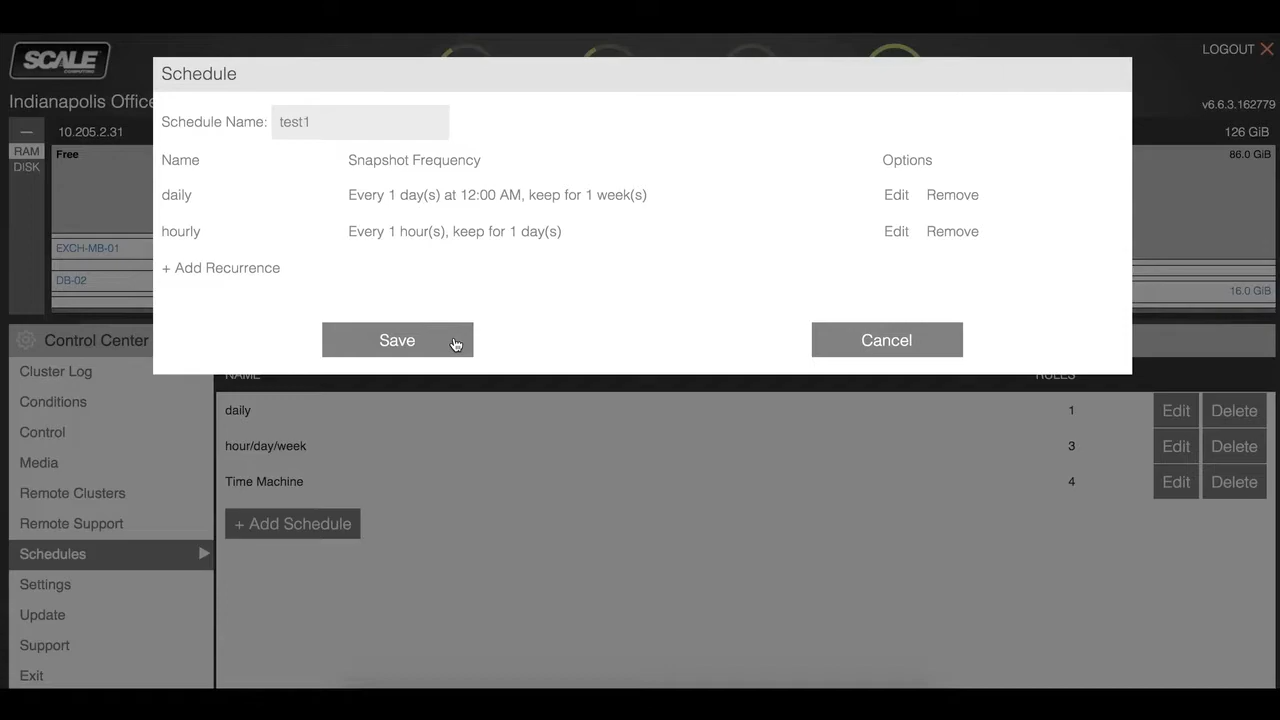 SCALE
COMPUTING
LOGOUT
Schedule
Indianapolis Office
v6.6.3.162779
Schedule Name: test1
10.205.2.31
126 GiB
RAM
DISK
Free
86.0 GiB
Name Snapshot Frequency Options
daily Every 1 day(s) at 12:00 AM, keep for 1 week(s) Edit Remove
hourly Every 1 hour(s), keep for 1 day(s) Edit Remove
EXCH-MB-01
+ Add Recurrence
DB-02
16.0 GiB
Save Cancel
Control Center
Cluster Log
NAME RULES
Conditions
daily 1 Edit Delete
Control
hour/day/week 3 Edit Delete
Media
Time Machine 4 Edit Delete
Remote Clusters
Remote Support
+ Add Schedule
Schedules
Settings
Update
Support
Exit